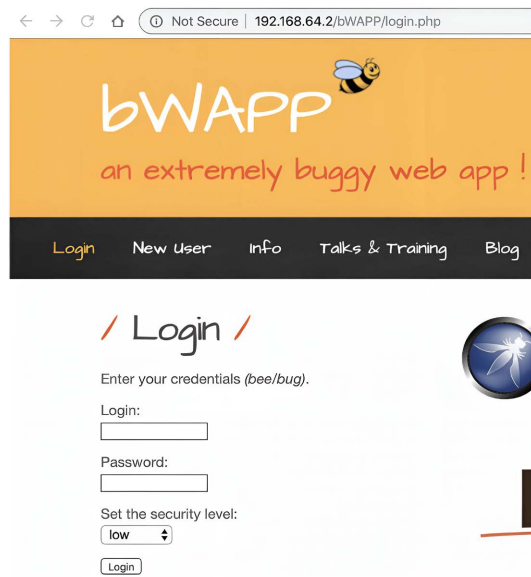 Not Secure | 192.168.64.2/bWAPP/login.php
bWAPP
an extremely buggy web app !
Login New User Info Talks & Training Blog
/ Login /
Enter your credentials (bee/bug).
Login:
Password:
Set the security level:
low
Login